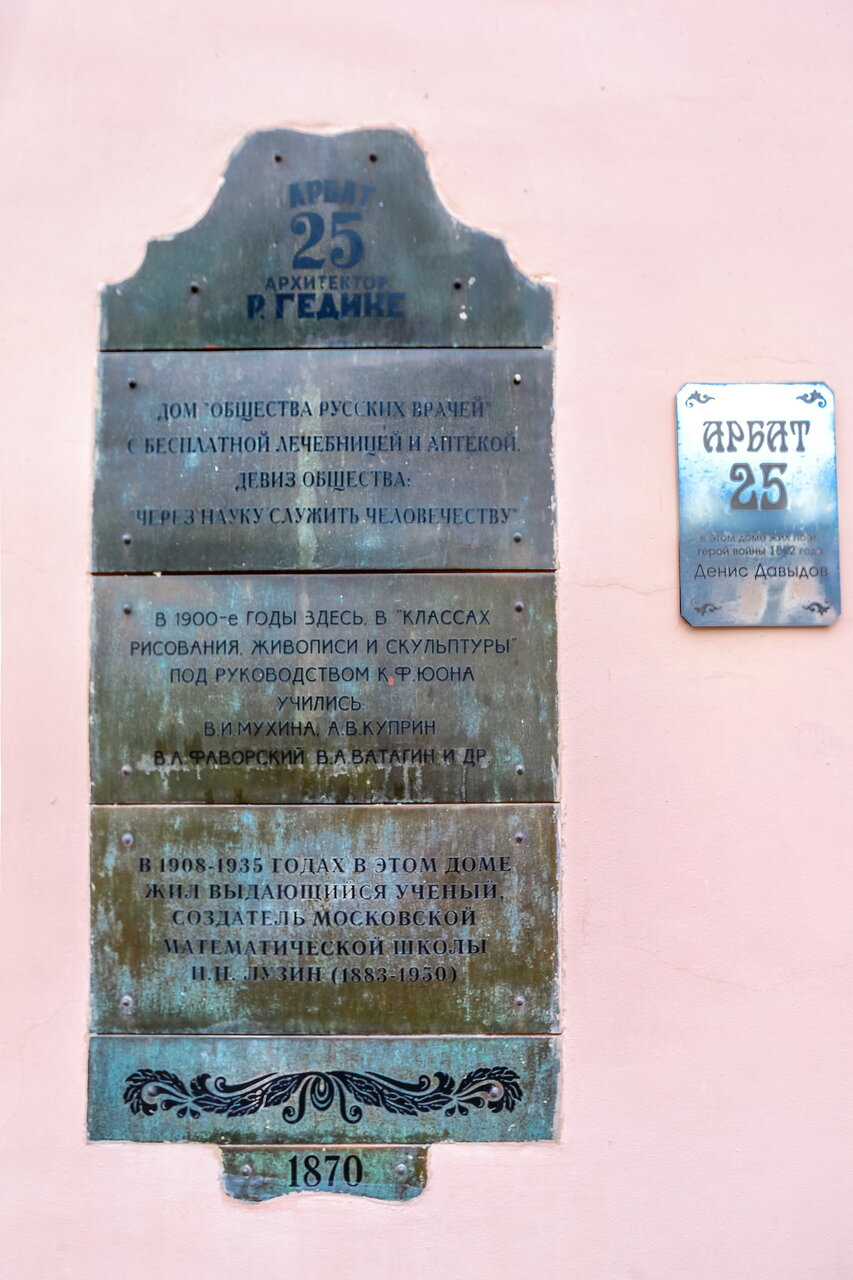 АРБАТ
25
АРХИТЕКТОР
Р. ГЕДИКЕ
ДОМ "ОБЩЕСТВА РУССКИХ ВРАЧЕЙ"
С БЕСПЛАТНОЙ ЛЕЧЕБНИЦЕЙ И АПТЕКОЙ.
ДЕВИЗ ОБЩЕСТВА:
"ЧЕРЕЗ НАУКУ СЛУЖИТЬ ЧЕЛОВЕЧЕСТВУ"
В 1900-е ГОДЫ ЗДЕСЬ, В "КЛАССАХ
РИСОВАНИЯ, ЖИВОПИСИ И СКУЛЬПТУРЫ"
ПОД РУКОВОДСТВОМ К.Ф.ЮОНА
УЧИЛИСЬ:
В.И.МУХИНА, А.В.КУПРИН
В.А.ФАВОРСКИЙ В.А.ВАТАГИН И ДР.
В 1908-1935 ГОДАХ В ЭТОМ ДОМЕ
ЖИЛ ВЫДАЮЩИЙСЯ УЧЕНЫЙ,
СОЗДАТЕЛЬ МОСКОВСКОЙ
МАТЕМАТИЧЕСКОЙ ШКОЛЫ
Н.Н. ЛУЗИН (1883-1950)
1870
АРБАТ
25
в этом доме жил поэт,
герой войны 1812 года
Денис Давыдов